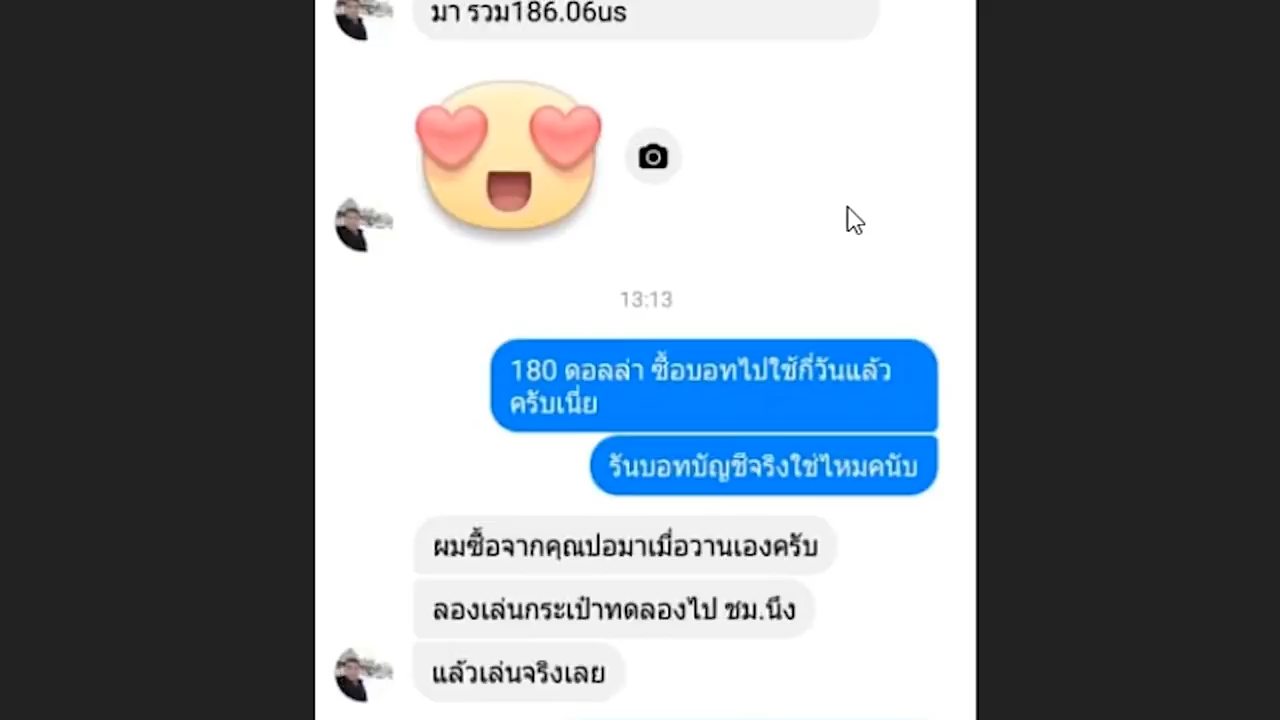 มา รวม186.06us
13:13
180 ดอลล่า ซื้อบอทไปใช้กี่วันแล้ว
ครับเนี่ย
รันบอทบัญชีจริงใช่ไหมคนับ
ผมซื้อจากคุณปอมาเมื่อวานเองครับ
ลองเล่นกระเป๋าทดลองไป ชม.นึง
แล้วเล่นจริงเลย